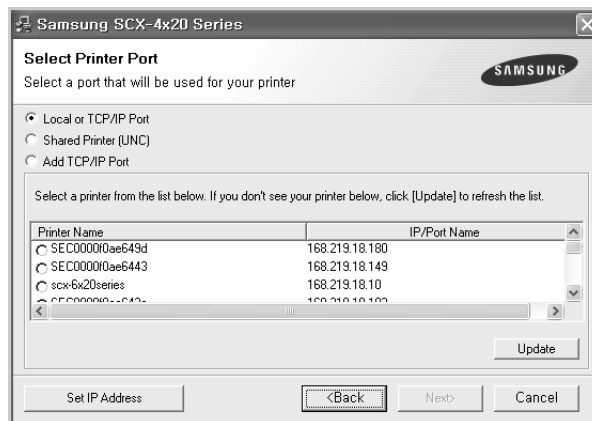 Samsung SCX-4x20 Series
Select Printer Port
Select a port that will be used for your printer
SAMSUNG
Local or TCP/IP Port
Shared Printer (UNC)
Add TCP/IP Port
Select a printer from the list below. If you don't see your printer below, click [Update] to refresh the list.
Printer Name IP/Port Name
SEC0000f0ae649d 168.219.18.180
SEC0000f0ae6443 168.219.18.149
scx-6x20series 168.219.18.10
Update
Set IP Address <Back Next> Cancel